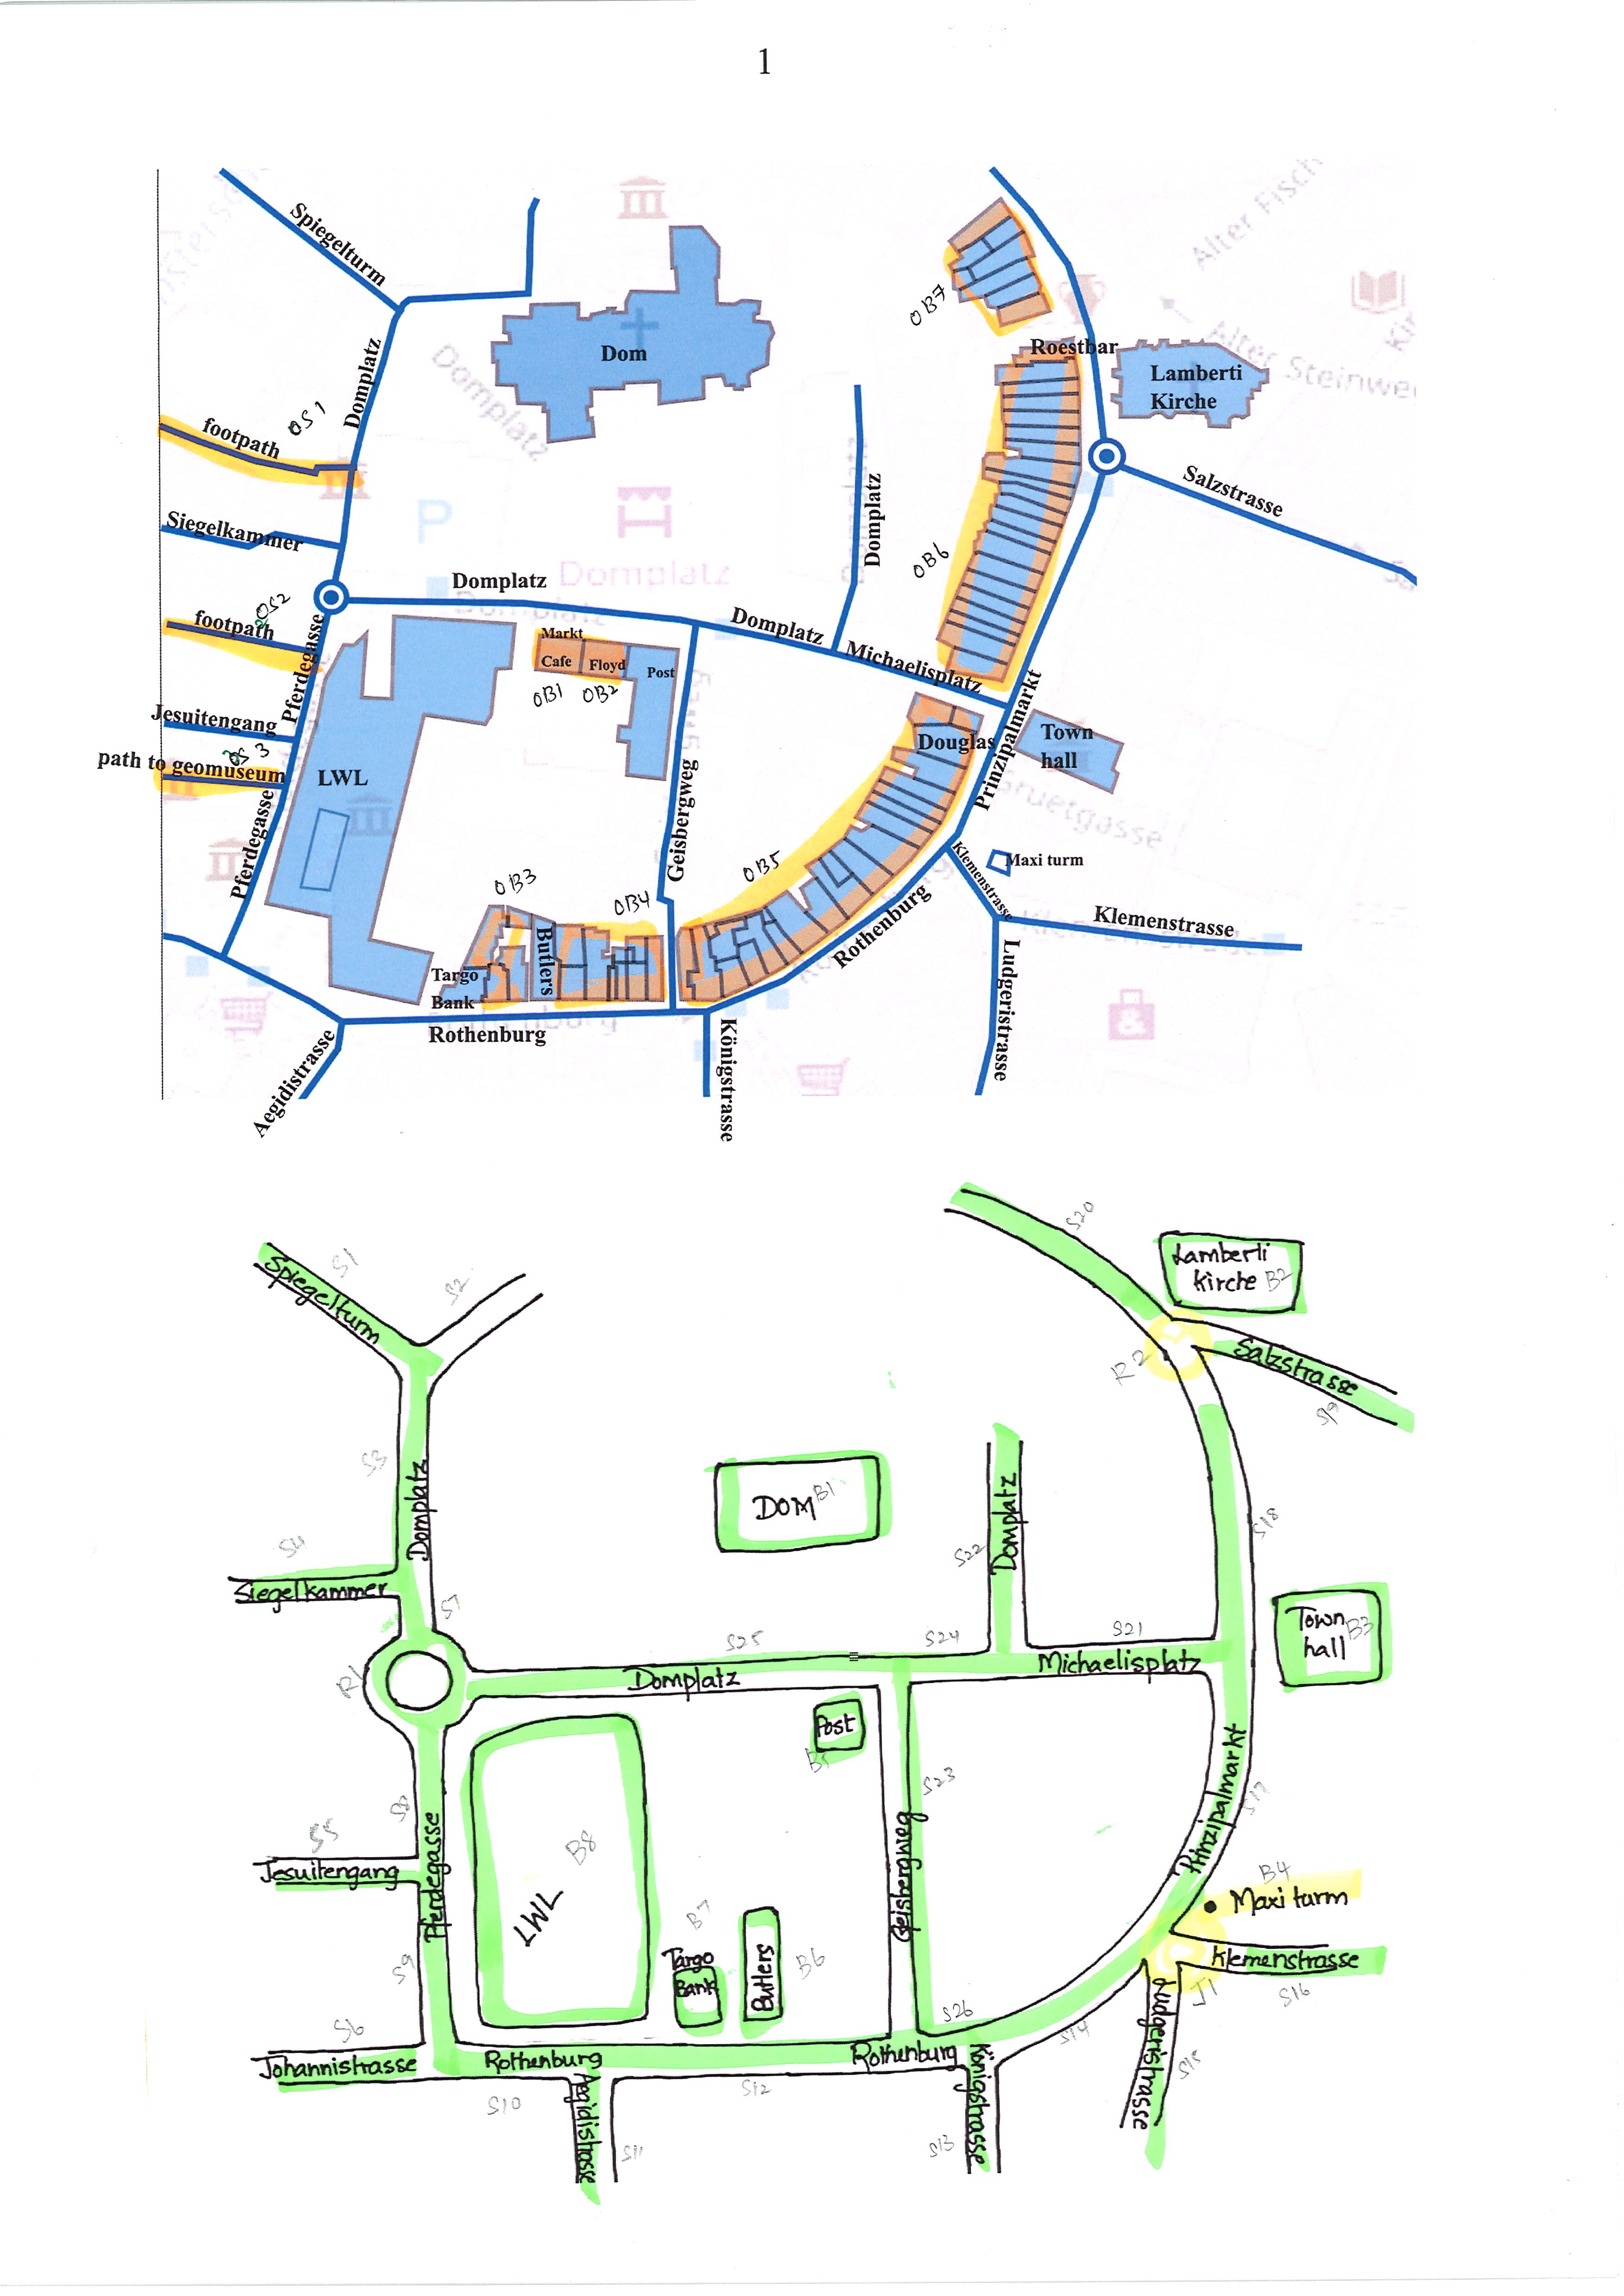 1
Spiegelturm
Alter Fisch
Domplatz
Dom
Domplatz
OB7
Roestbar
Alter Steinwe
Lamberti
Kirche
footpath
OS1
Salzstrasse
Siegelkammer
P
Domplatz
OB6
Domplatz
Domplatz
footpath
OS2
Pferdegasse
Markt
Cafe
Floyd
Post
OB1
OB2
Domplatz
Michaelisplatz
Jesuitengang
OS3
path to geomuseum
LWL
Douglas
Town
hall
Prinzipalmarkt
Gruetgasse
Pferdegasse
Geisbergweg
OB5
Klemenstrasse
Maxi turm
OB3
OB4
Butlers
Targo
Bank
Rothenburg
Klemenstrasse
Ludgeristrasse
Rothenburg
Aegidistrasse
Königstrasse
S20
Lamberti
Kirche B2
S1
Spiegelturm
S2
R2
Salzstrasse
S19
S3
Domplatz
DOM B1
S22
Domplatz
S18
S4
Siegelkammer
S7
Town
hall
B3
S25
S24
S21
R1
Domplatz
Michaelisplatz
Post
B5
S8
Pferdegasse
S23
Geisbergweg
Prinzipalmarkt
S17
S5
Jesuitengang
B8
LWL
B4
Maxi turm
B7
Targo
Bank
Butlers
B6
Klemenstrasse
S16
J1
S9
S6
Johannistrasse
Rothenburg
Rothenburg
S26
S14
Ludgeristrasse
S15
S10
Aegidistrasse
S11
S12
S13
Königstrasse